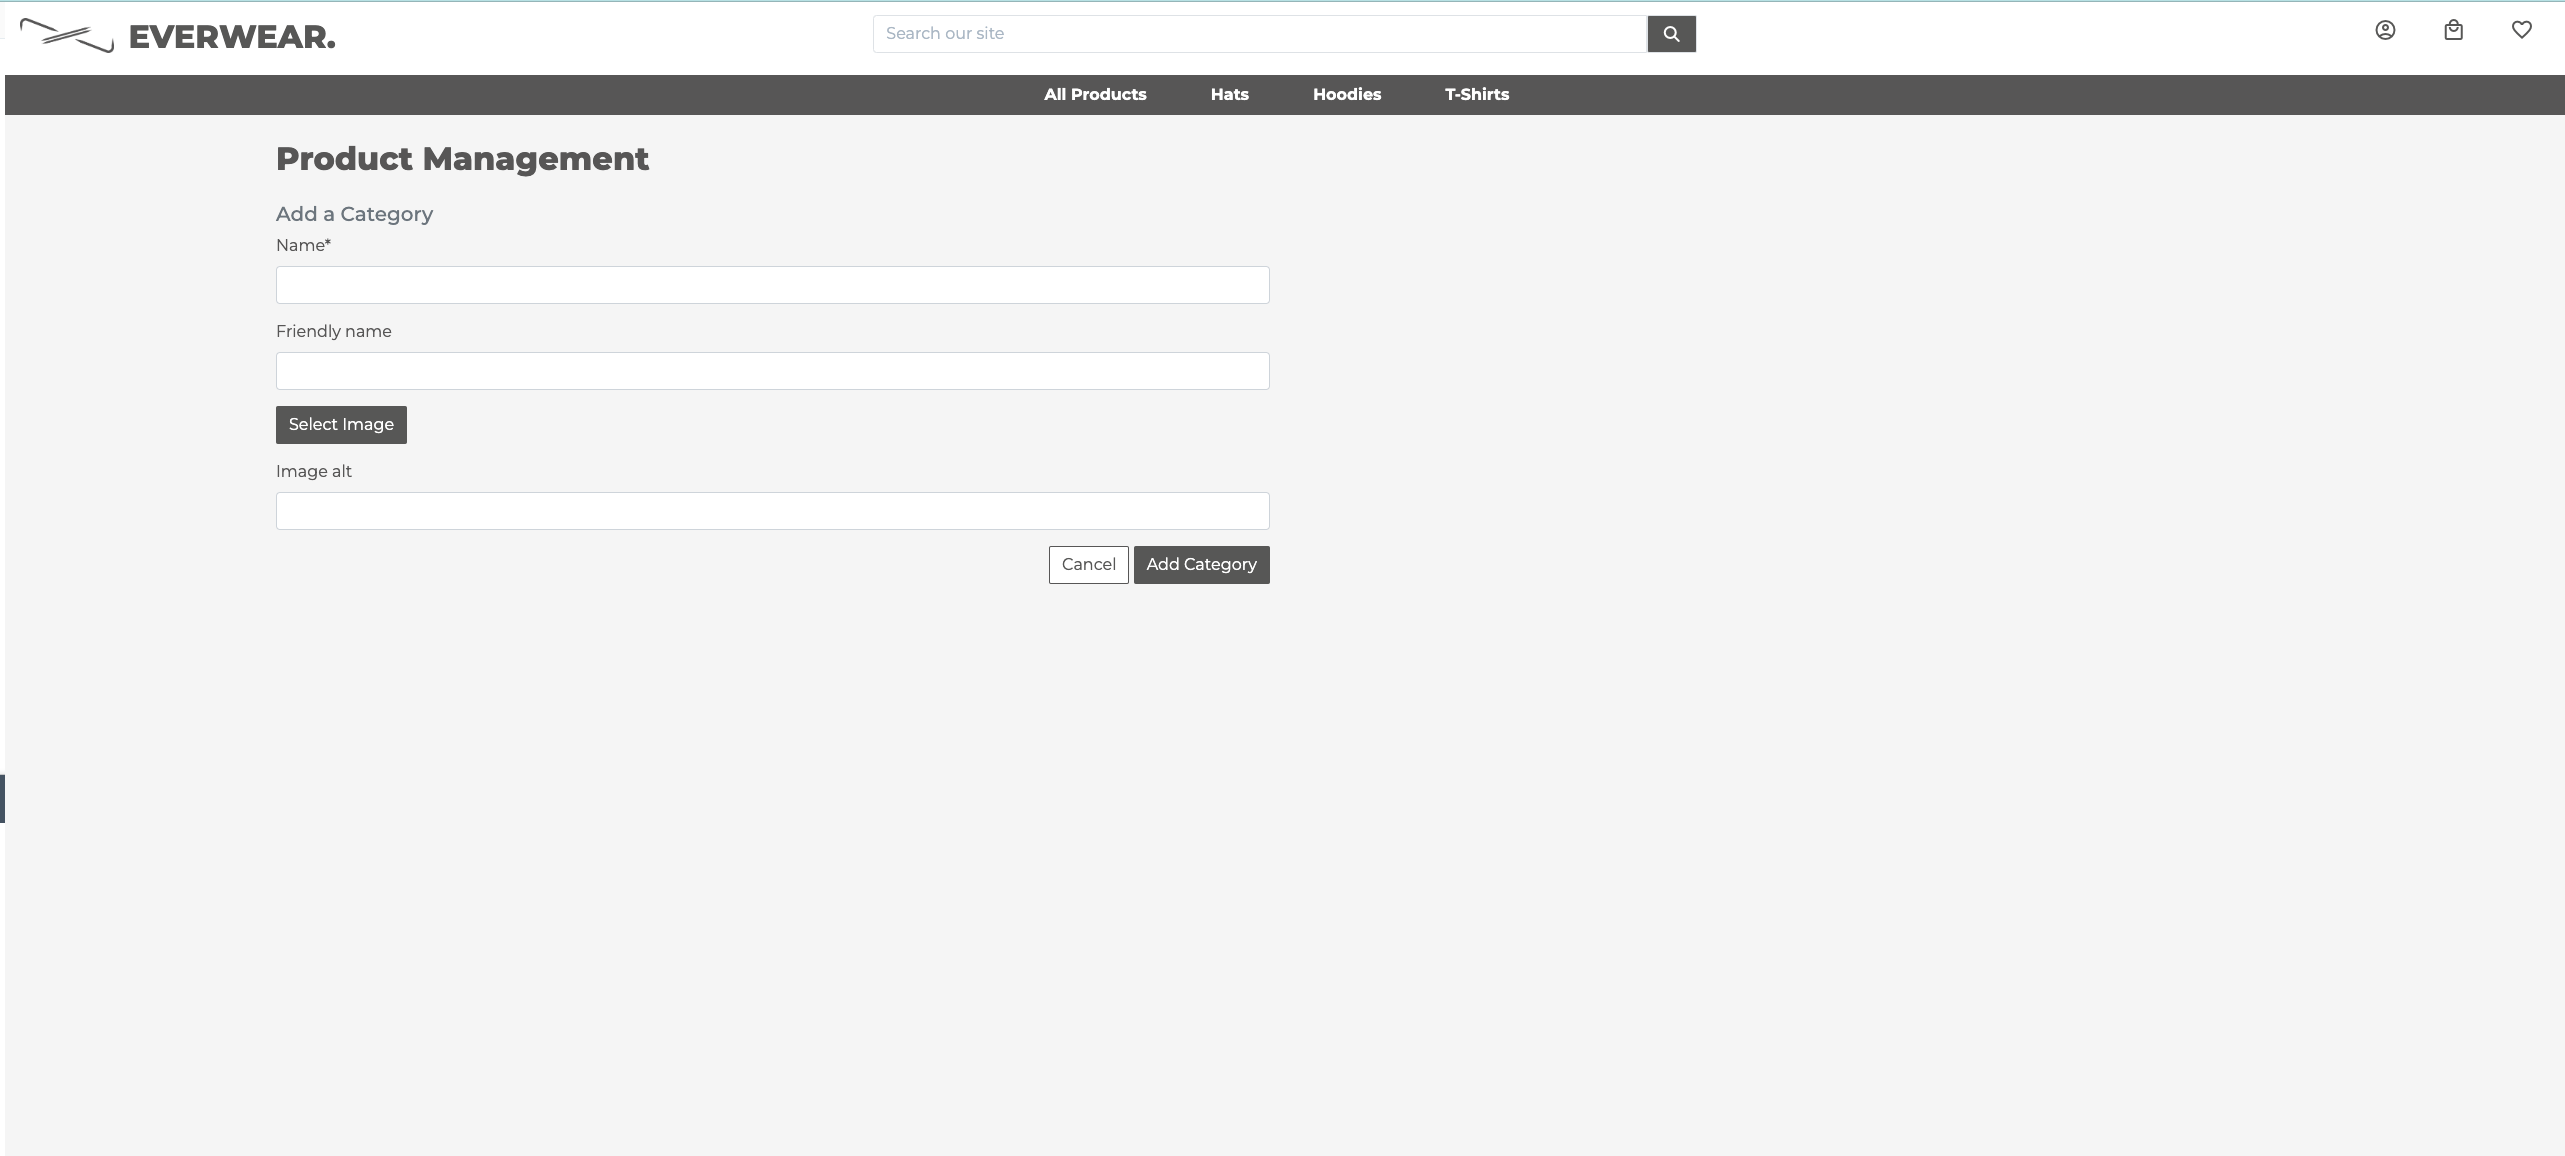 EVERWEAR.
Search our site
All Products Hats Hoodies T-Shirts
Product Management
Add a Category
Name*
Friendly name
Select Image
Image alt
Cancel Add Category